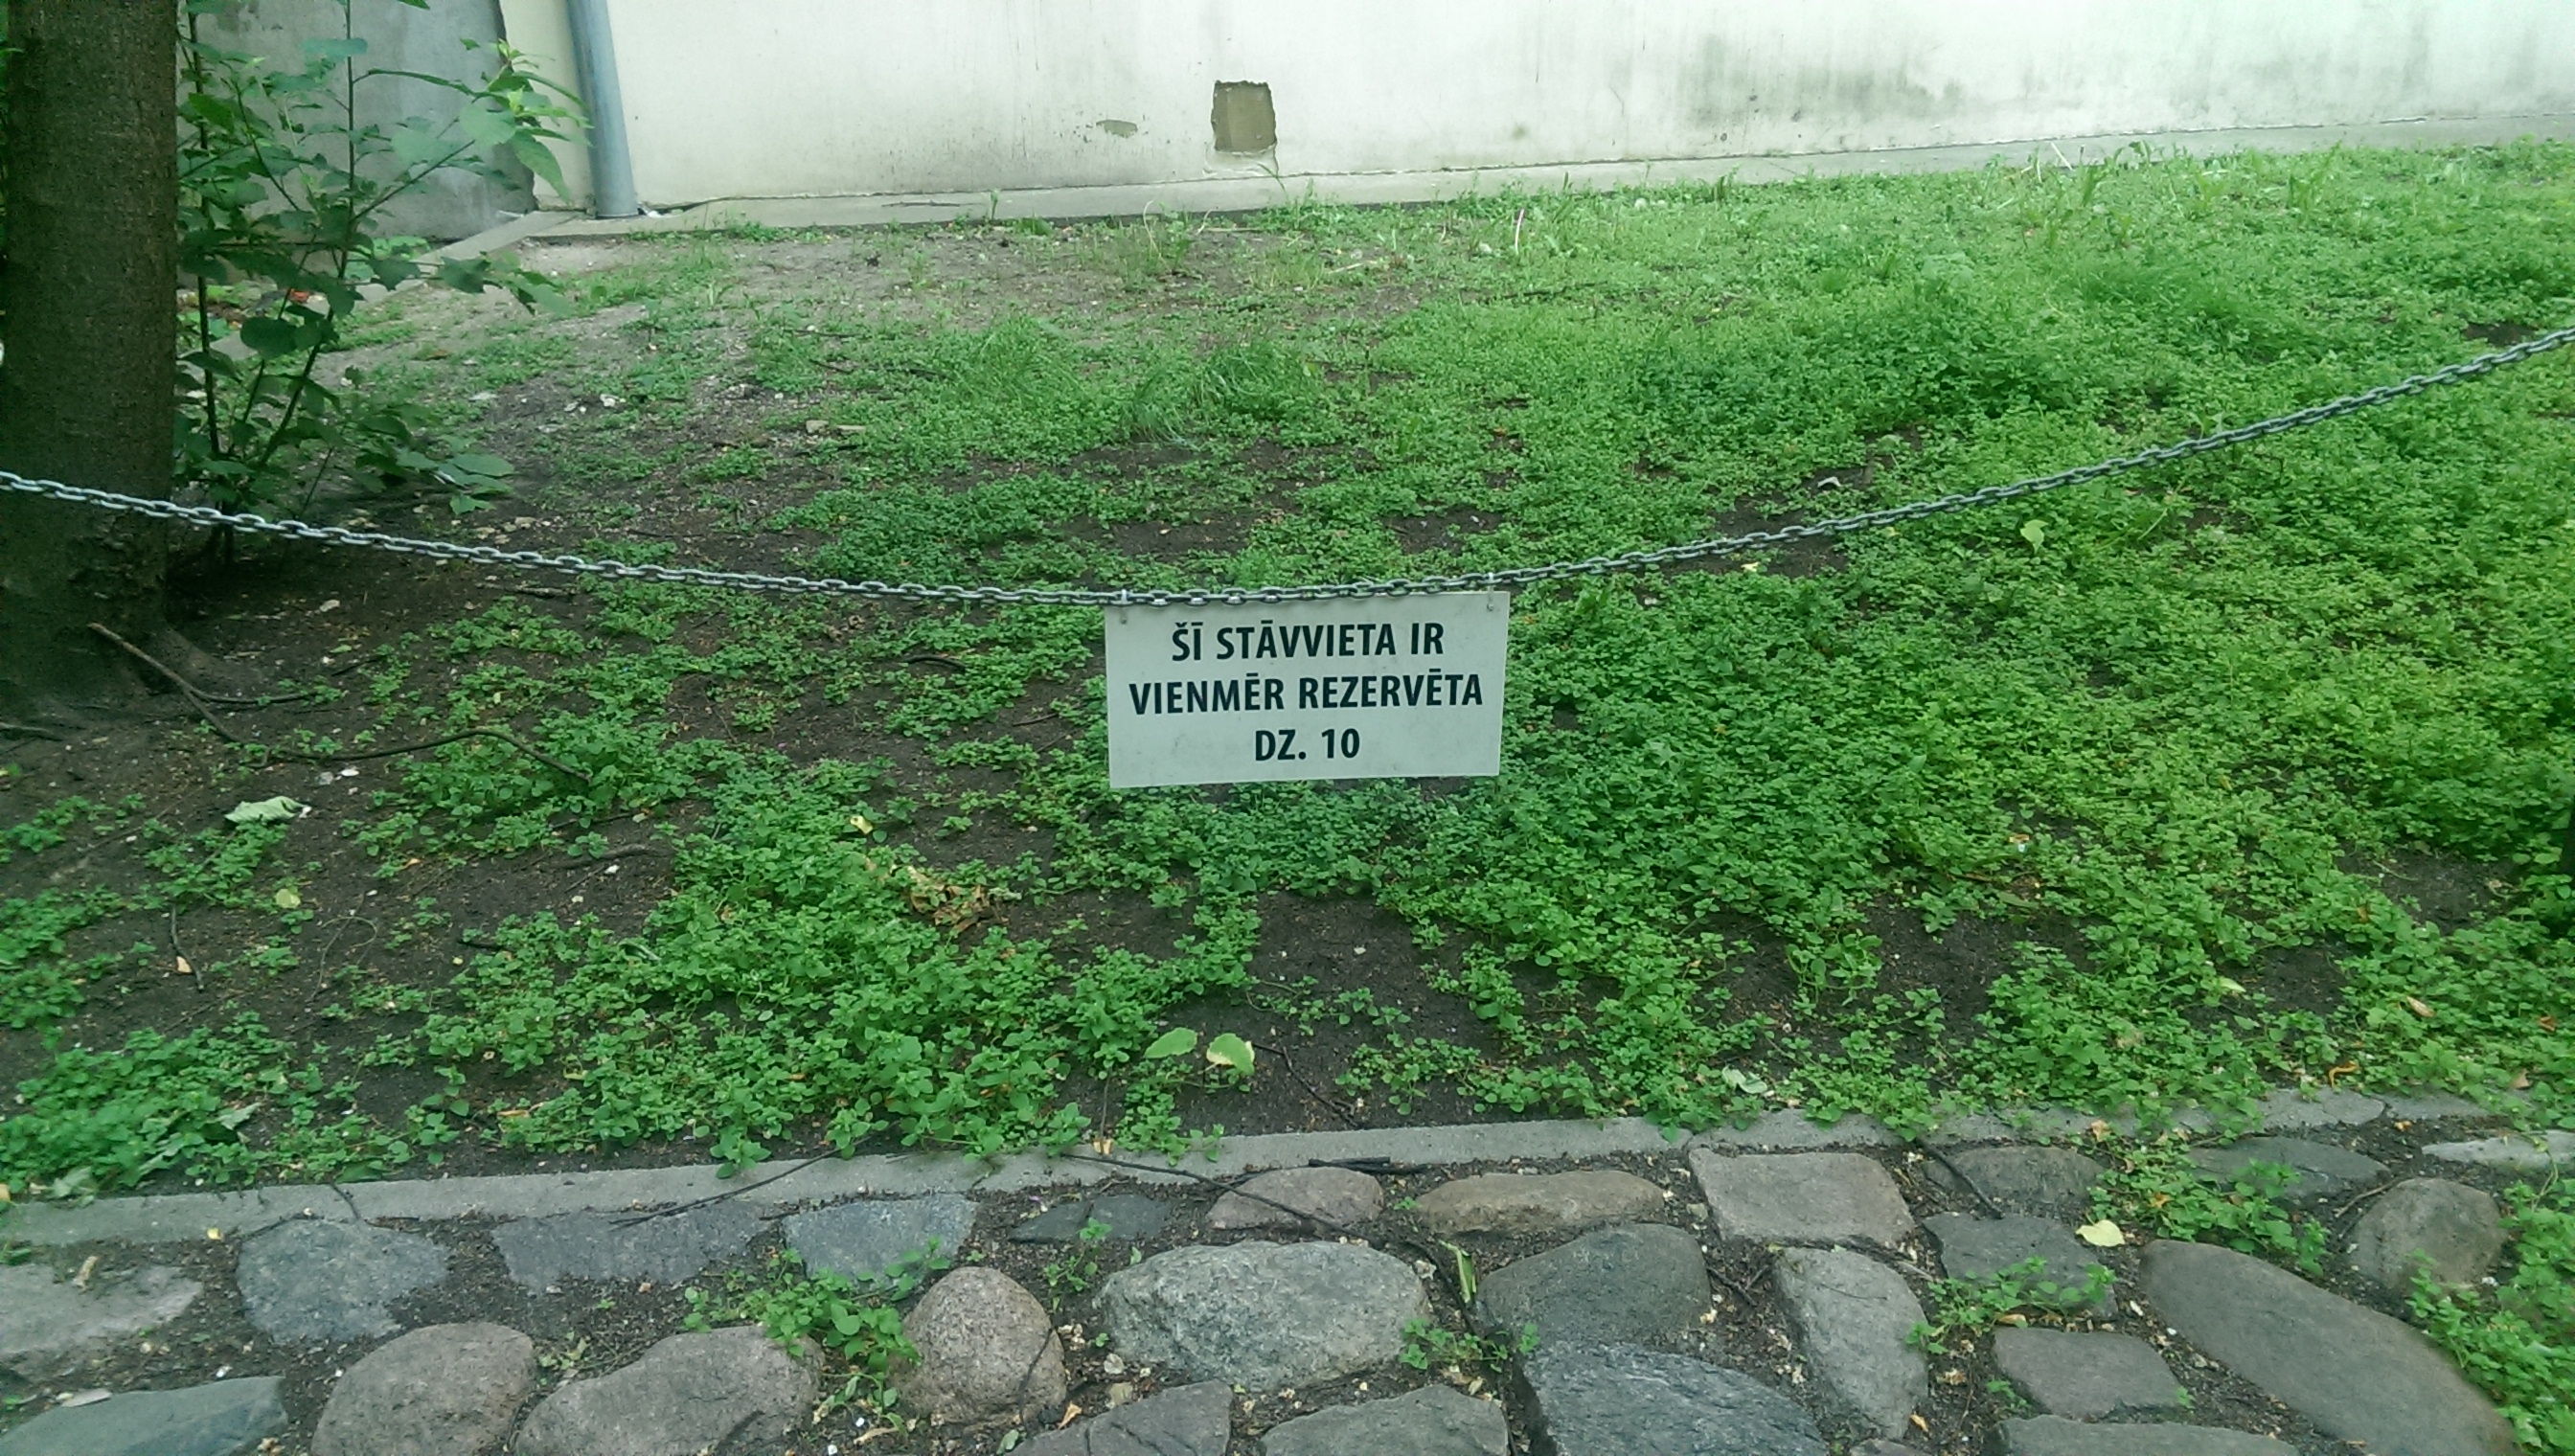 ŠĪ STĀVVIETA IR
VIENMĒR REZERVĒTA
DZ. 10